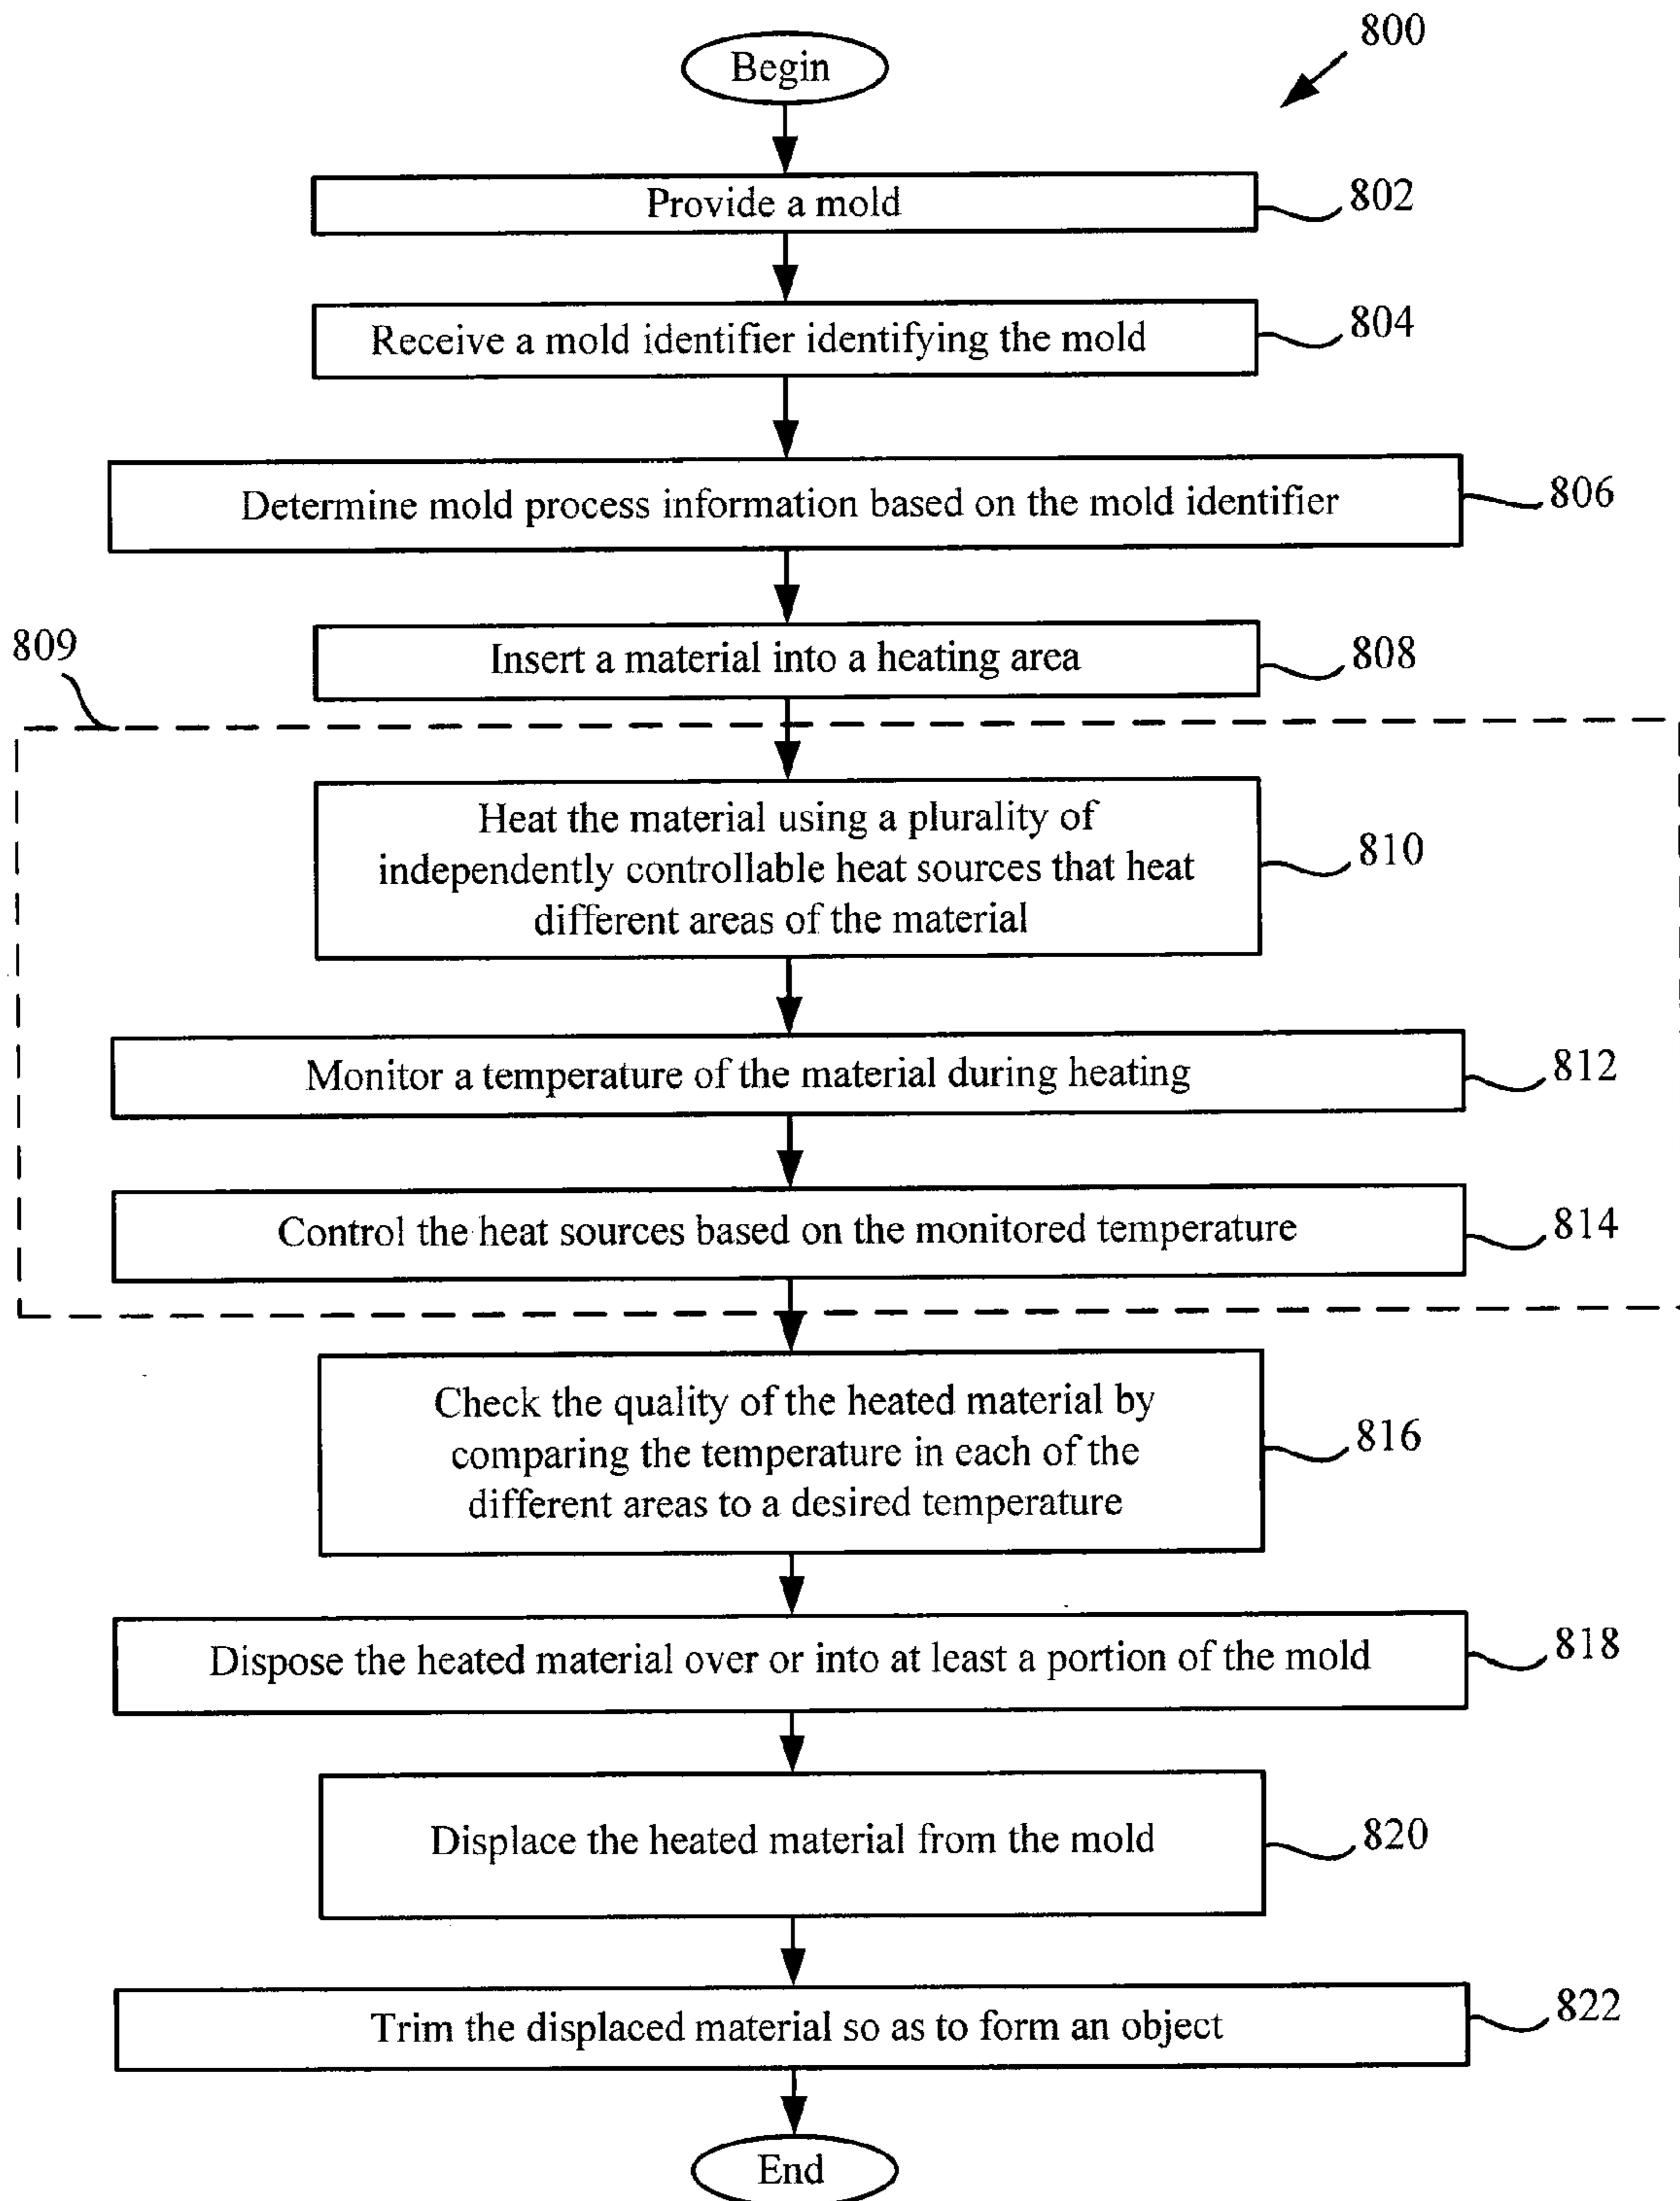 800
Begin
Provide a mold
802
Receive a mold identifier identifying the mold
804
Determine mold process information based on the mold identifier
806
Insert a material into a heating area
808
809
Heat the material using a plurality of
independently controllable heat sources that heat
different areas of the material
810
Monitor a temperature of the material during heating
812
Control the heat sources based on the monitored temperature
814
Check the quality of the heated material by
comparing the temperature in each of the
different areas to a desired temperature
816
Dispose the heated material over or into at least a portion of the mold
818
Displace the heated material from the mold
820
Trim the displaced material so as to form an object
822
End